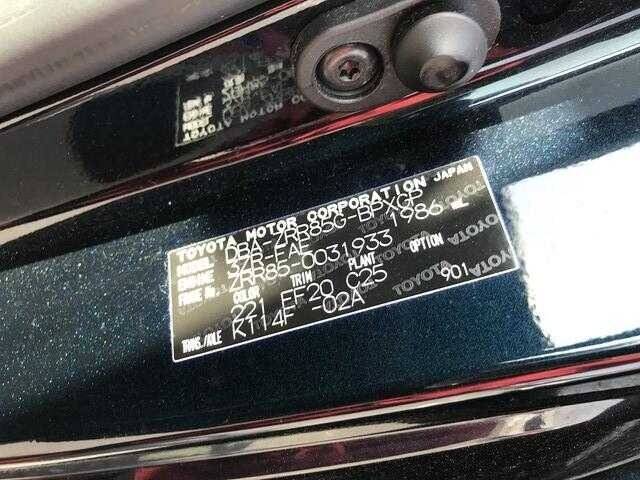 TOYOTA MOTOR CORPORATION JAPAN
MODEL DBA-ZRR85G-BPXGP
ENGINE 3ZR-FAE 1986
FRAME No. ZRR85-0031933
COLOR TRIM PLANT OPTION
221 FF20 C25 901
TRANS./AXLE K114F -02A